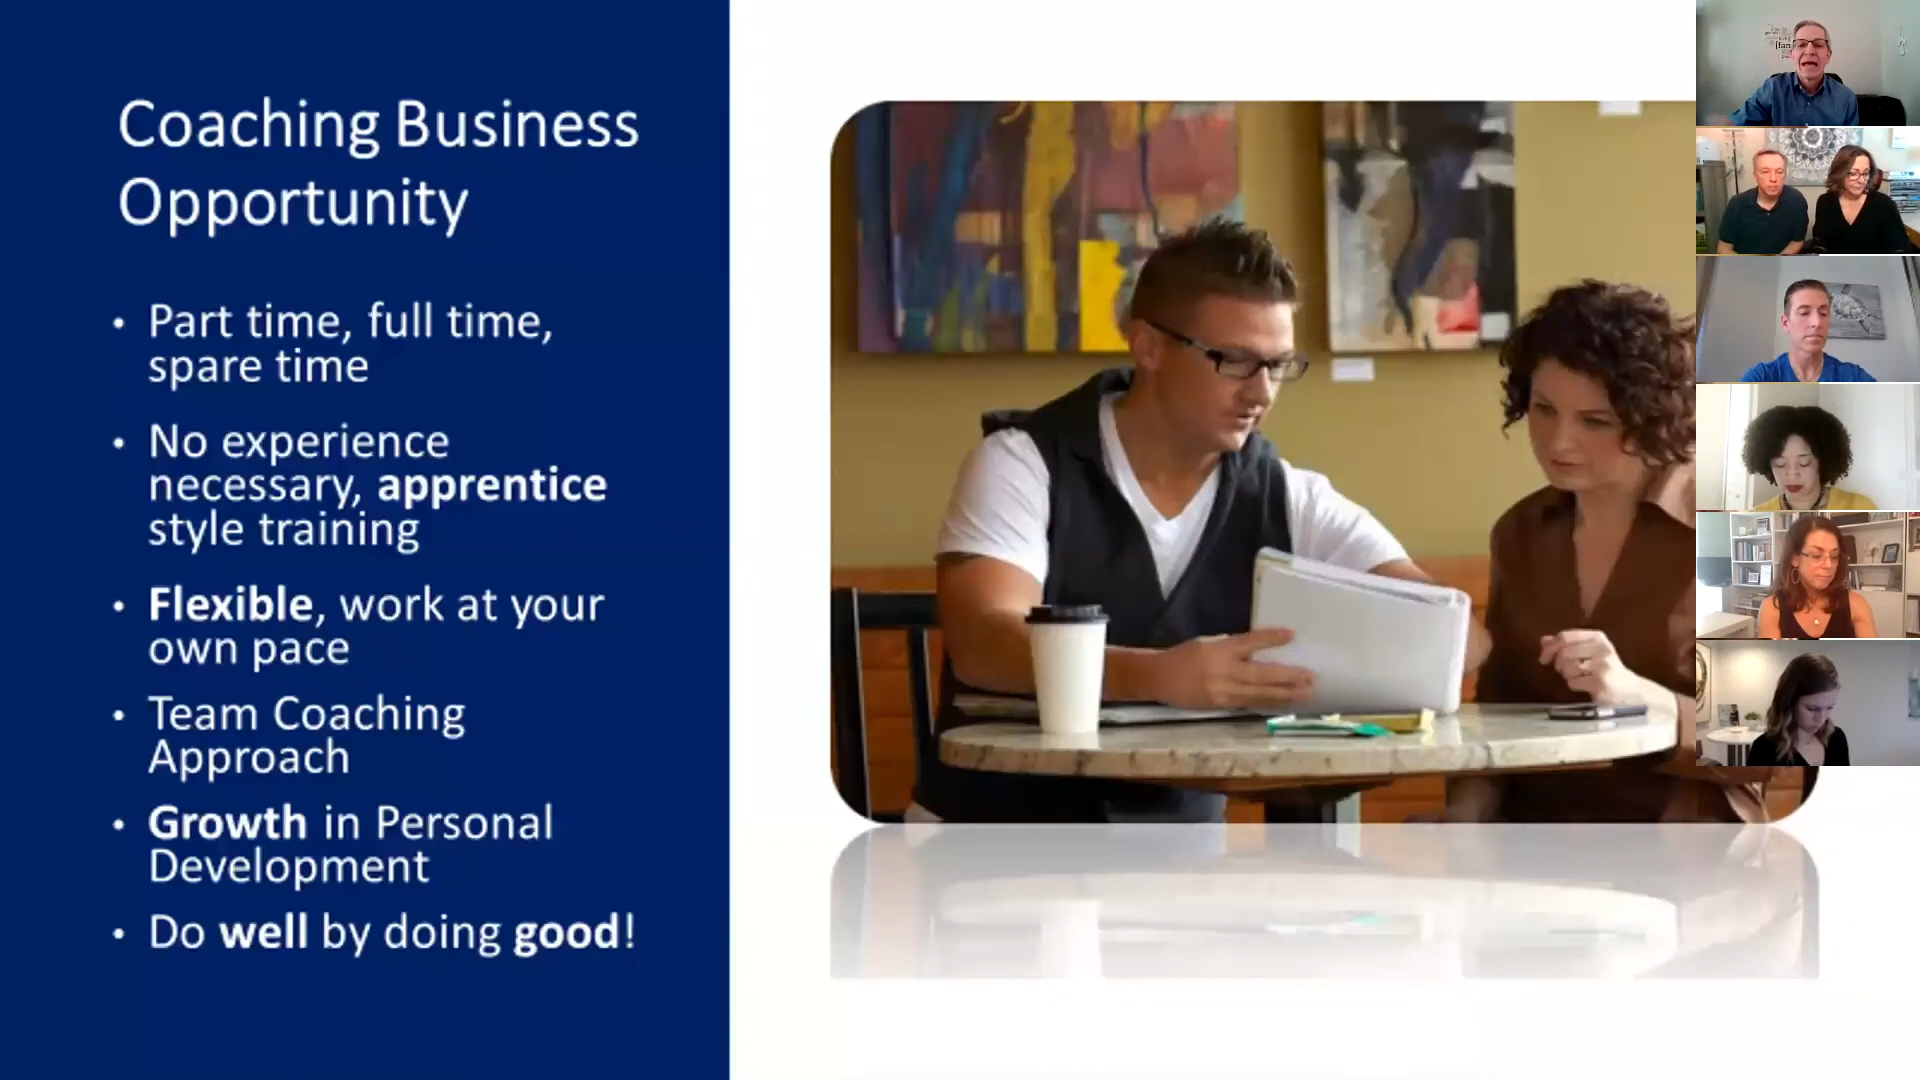 Coaching Business
Opportunity
• Part time, full time,
spare time
• No experience
necessary, apprentice
style training
• Flexible, work at your
own pace
• Team Coaching
Approach
• Growth in Personal
Development
• Do well by doing good!